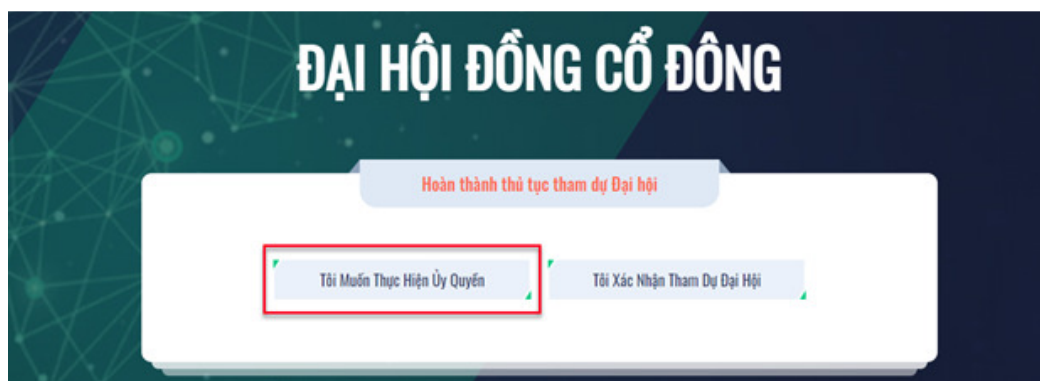 ĐẠI HỘI ĐỒNG CỔ ĐÔNG
Hoàn thành thủ tục tham dự Đại hội
Tôi Muốn Thực Hiện Ủy Quyền
Tôi Xác Nhận Tham Dự Đại Hội